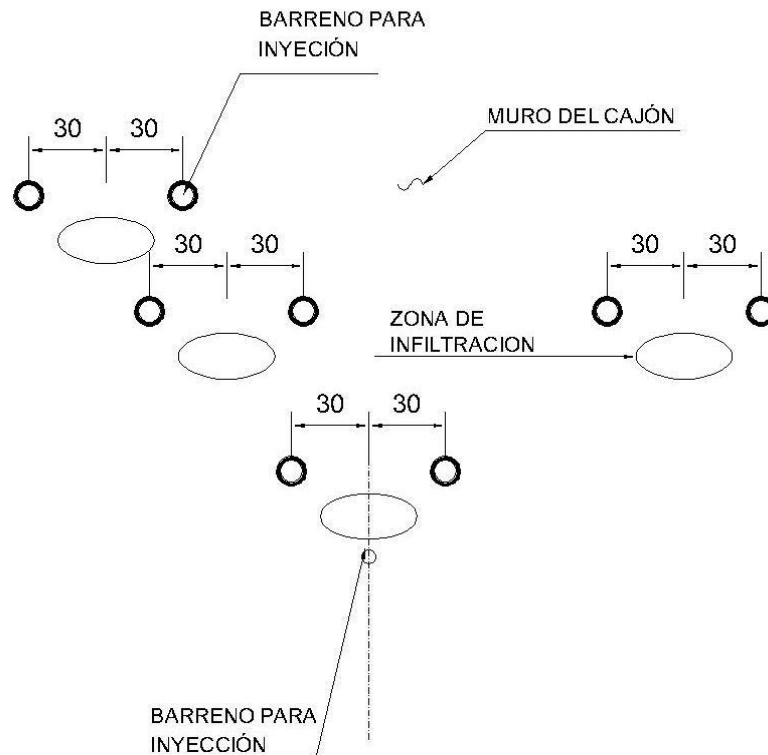 BARRENO PARA
INYECIÓN
MURO DEL CAJÓN
30 30
30 30
30 30
ZONA DE
INFILTRACION
30 30
BARRENO PARA
INYECCIÓN